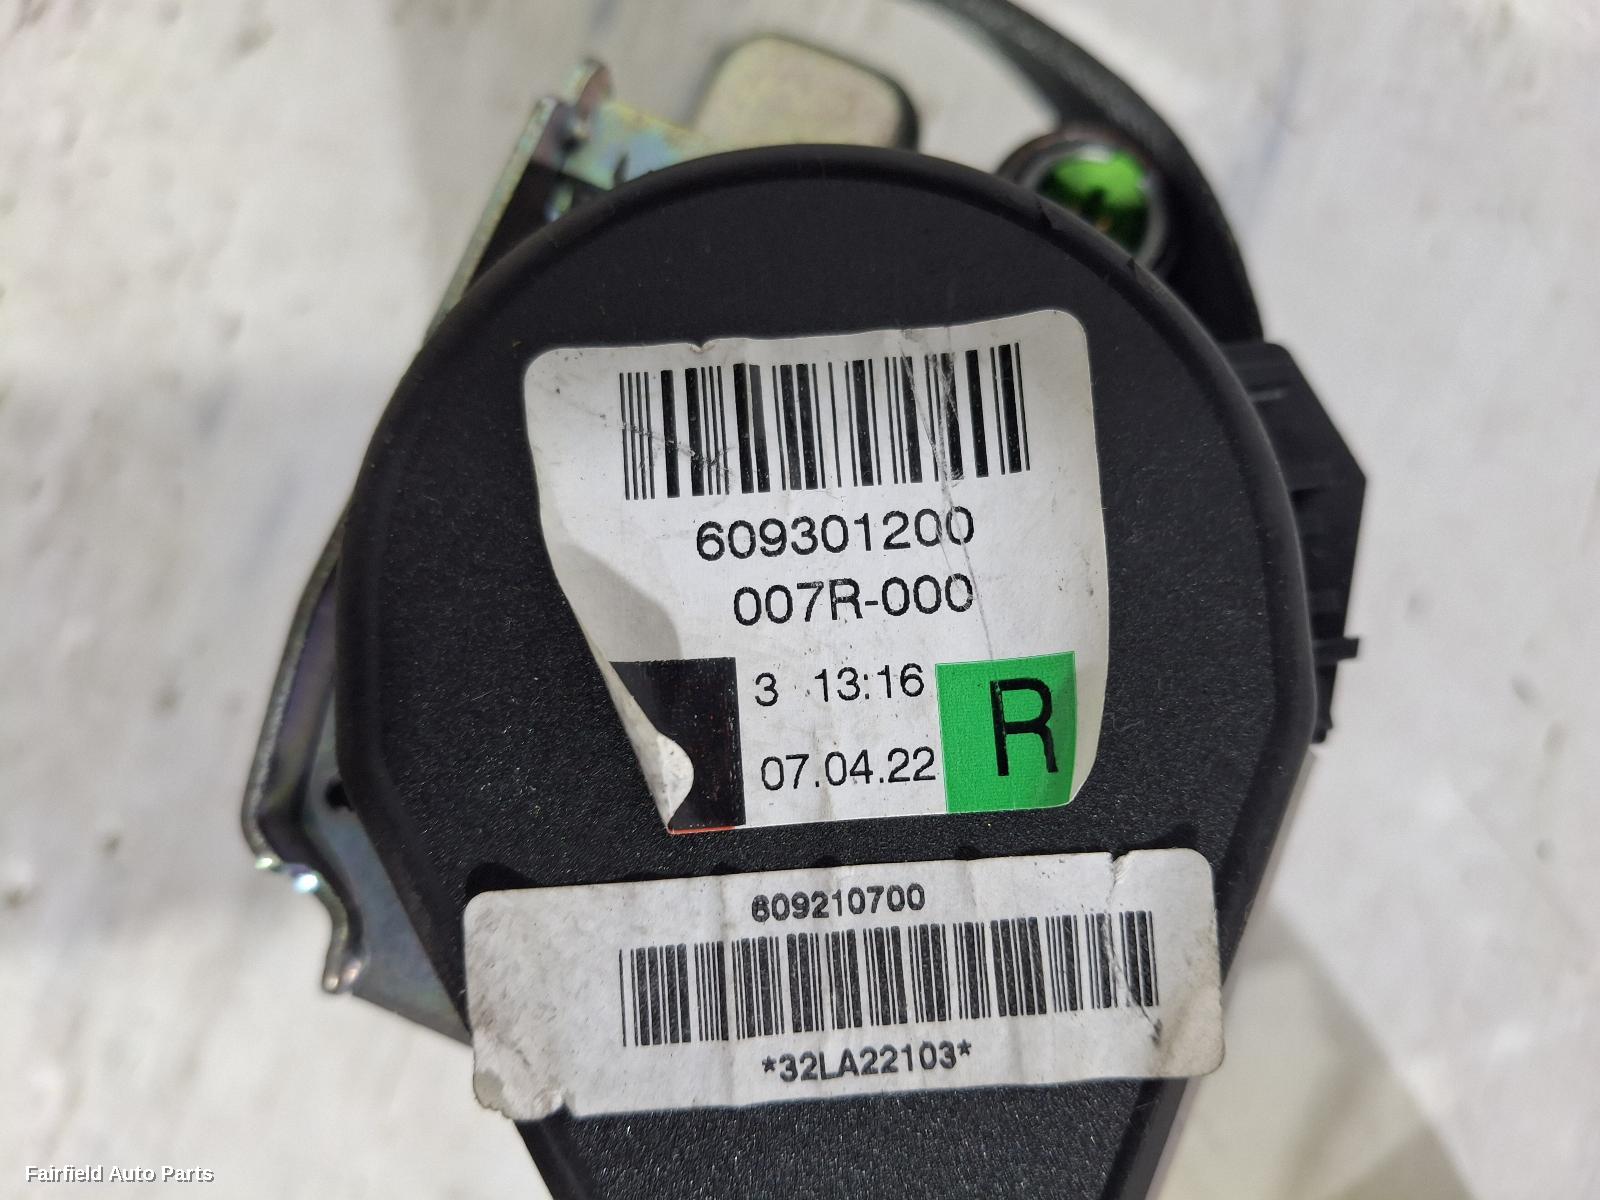 609301200
007R-000
3 13:16
07.04.22
R
609210700
*32LA22103*
Fairfield Auto Parts